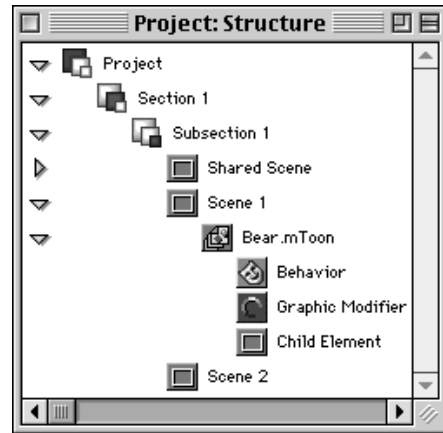 Project: Structure
Project
Section 1
Subsection 1
Shared Scene
Scene 1
Bear.mToon
Behavior
Graphic Modifier
Child Element
Scene 2